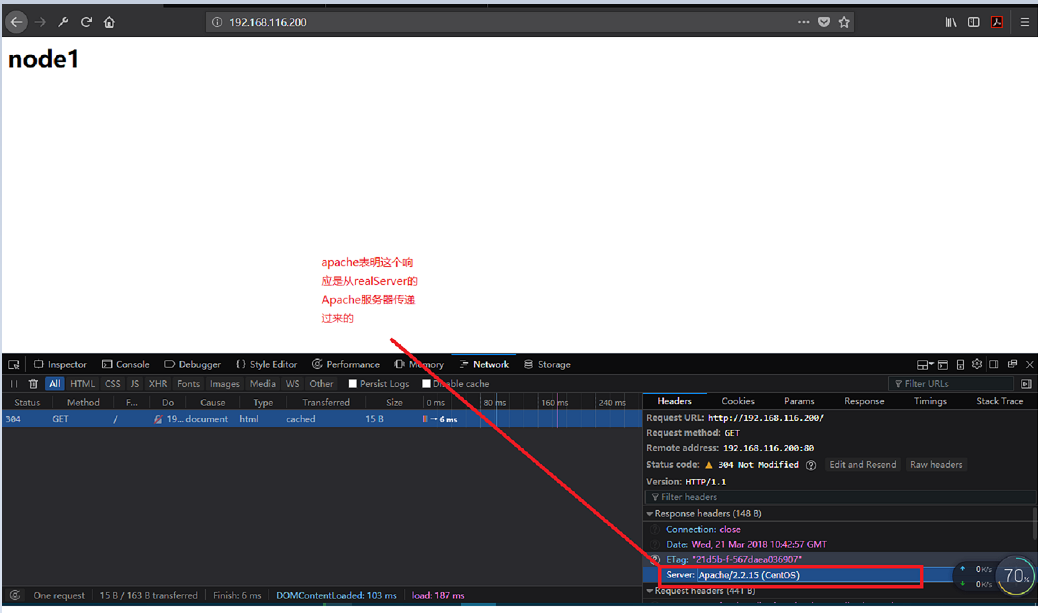 192.168.116.200
node1
apache表明这个响
应是从realServer的
Apache服务器传递
过来的
Inspector Console Debugger Style Editor Performance Memory Network Storage
All HTML CSS JS XHR Fonts Images Media WS Other Persist Logs Disable cache Filter URLs
Status Method F... Do Cause Type Transferred Size 0 ms 80 ms 160 ms 240 ms
304 GET / 19... document html cached 15 B → 6 ms
Headers Cookies Params Response Timings Stack Trace
Request URL: http://192.168.116.200/
Request method: GET
Remote address: 192.168.116.200:80
Status code: 304 Not Modified Edit and Resend Raw headers
Version: HTTP/1.1
Filter headers
Response headers (148 B)
Connection: close
Date: Wed, 21 Mar 2018 10:42:57 GMT
ETag: "21d5b-f-567daea036907"
Server: Apache/2.2.15 (CentOS)
Request headers (441 B)
0K/s
0K/s
70%
One request 15 B / 163 B transferred Finish: 6 ms DOMContentLoaded: 103 ms load: 187 ms